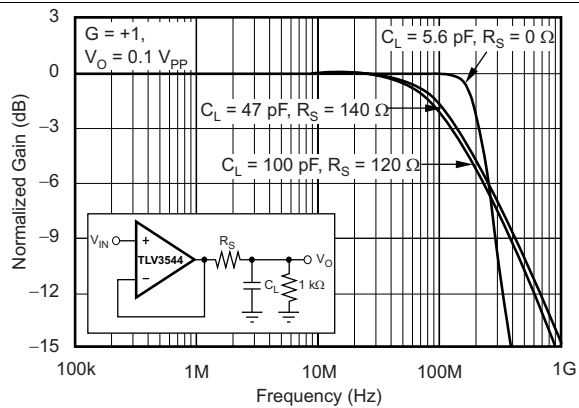 G = +1,
V_O = 0.1 V_PP
C_L = 5.6 pF, R_S = 0 Ω
C_L = 47 pF, R_S = 140 Ω
C_L = 100 pF, R_S = 120 Ω
Normalized Gain (dB)
3
0
−3
−6
−9
−12
−15
V_IN
+
−
TLV3544
R_S
C_L
1 kΩ
V_O
100k
1M
10M
100M
1G
Frequency (Hz)